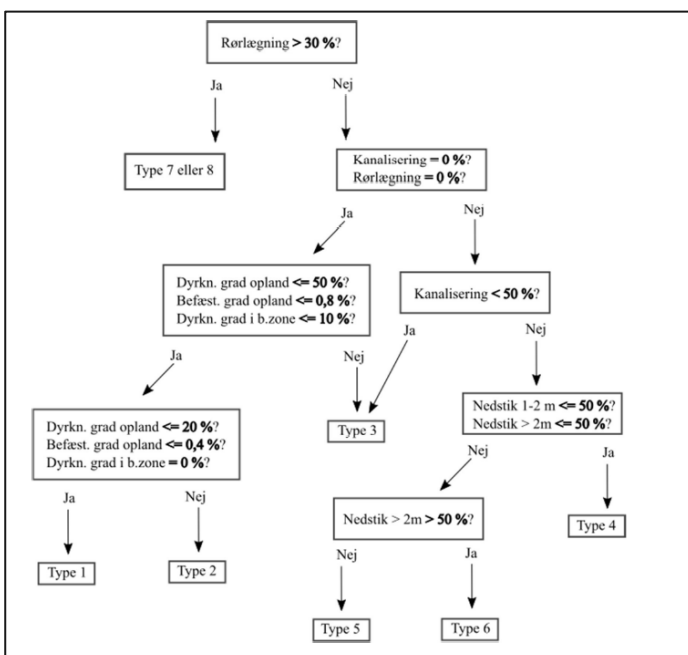 Rørlægning > 30 %?
Ja
Nej
Type 7 eller 8
Kanalisering = 0 %?
Rørlægning = 0 %?
Ja
Nej
Dyrkn. grad opland <= 50 %?
Befæst. grad opland <= 0,8 %?
Dyrkn. grad i b.zone <= 10 %?
Kanalisering < 50 %?
Ja
Nej
Ja
Nej
Dyrkn. grad opland <= 20 %?
Befæst. grad opland <= 0,4 %?
Dyrkn. grad i b.zone = 0 %?
Type 3
Nedstik 1-2 m <= 50 %?
Nedstik > 2m <= 50 %?
Ja
Nej
Nej
Ja
Type 1
Type 2
Nedstik > 2m > 50 %?
Type 4
Nej
Ja
Type 5
Type 6